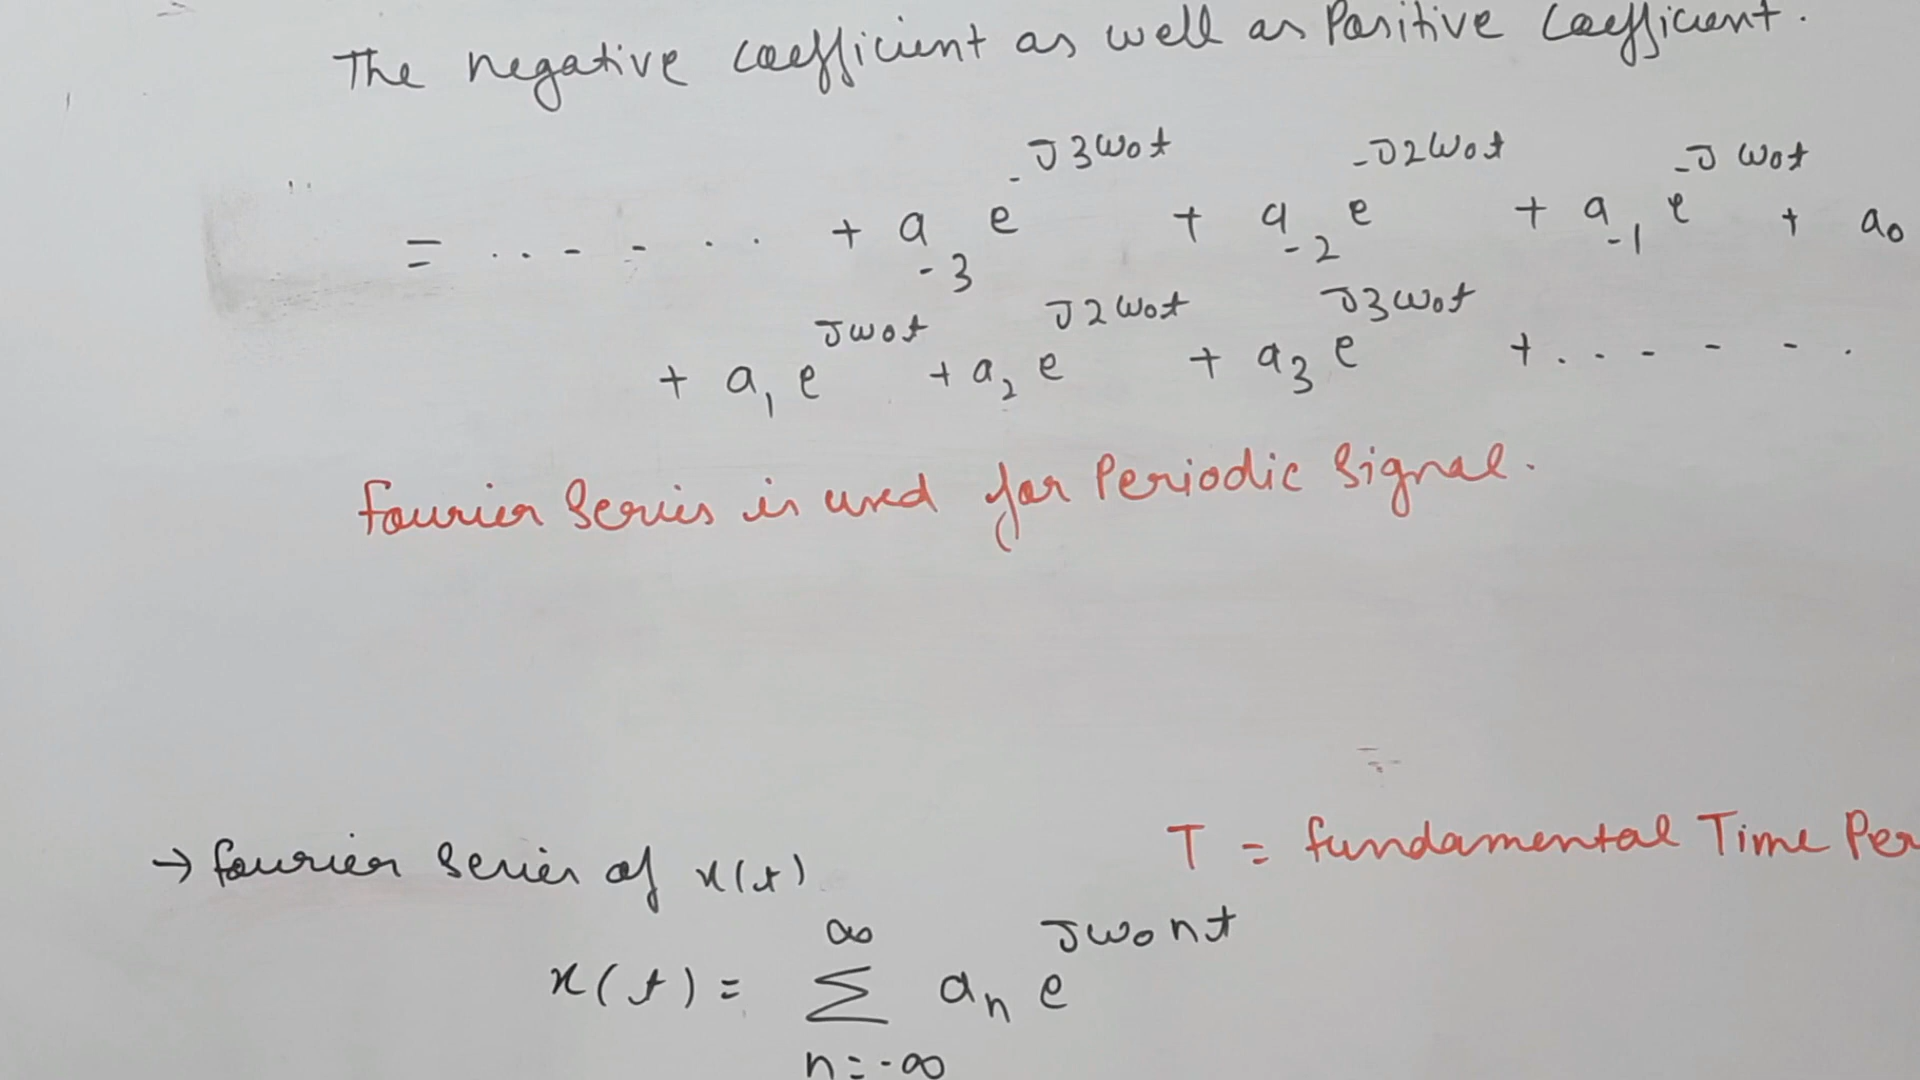 The negative coefficient as well as Positive Coefficient.
= ........ + a₋₃ e^(-J3ω₀t) + a₋₂ e^(-J2ω₀t) + a₋₁ e^(-Jω₀t) + a₀
+ a₁ e^(Jω₀t) + a₂ e^(J2ω₀t) + a₃ e^(J3ω₀t) + ........
Fourier Series is used for Periodic Signal.
T = fundamental Time Per
→ fourier Series of x(t)
x(t) = ∑_(n=-∞)^(∞) aₙ e^(Jω₀nt)